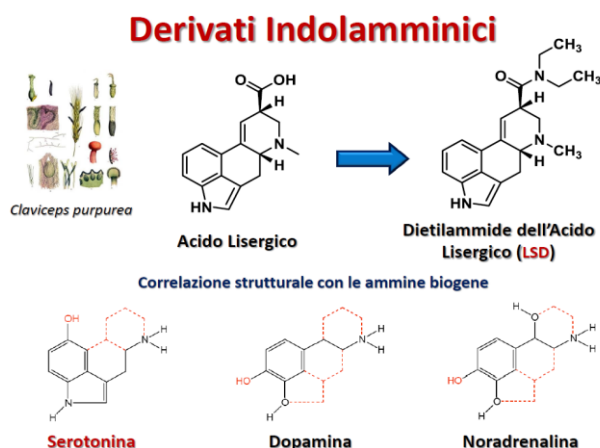 Derivati Indolamminici
Claviceps purpurea
O
OH
H
N
H
HN
Acido Lisergico
CH₃
O
N
CH₃
H
N
CH₃
H
HN
Dietilammide dell'Acido
Lisergico (LSD)
Correlazione strutturale con le ammine biogene
OH
H
N⁺
H
N
H
Serotonina
H
N⁺
H
HO
O
H
Dopamina
H
O
H
N⁺
H
HO
O
H
Noradrenalina